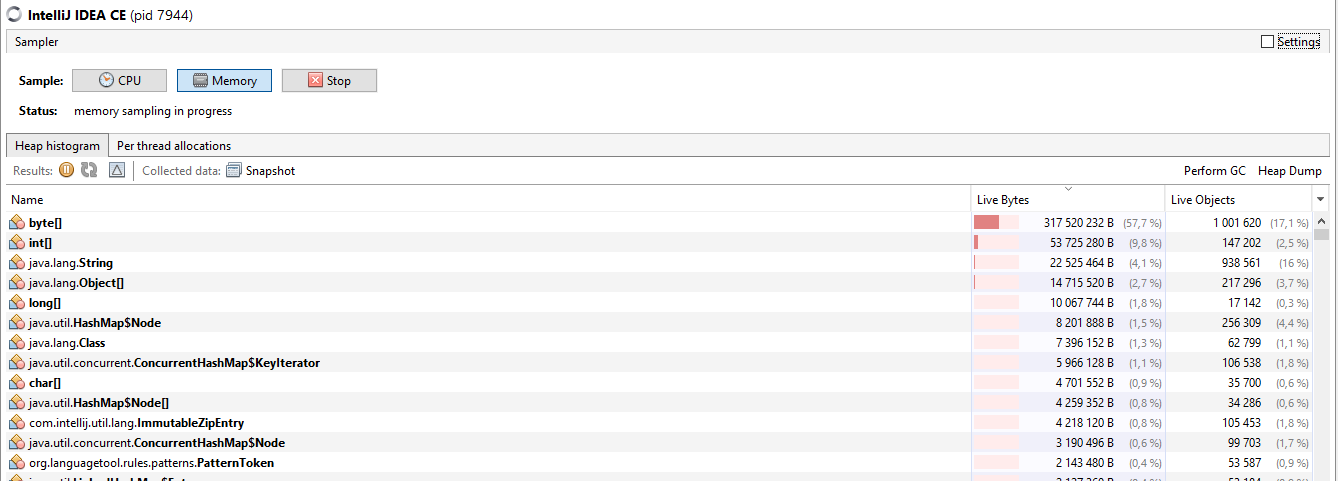 IntelliJ IDEA CE (pid 7944)
Sampler Settings
Sample: CPU Memory Stop
Status: memory sampling in progress
Heap histogram Per thread allocations
Results: Collected data: Snapshot Perform GC Heap Dump
Name Live Bytes Live Objects
byte[] 317 520 232 B (57,7 %) 1 001 620 (17,1 %)
int[] 53 725 280 B (9,8 %) 147 202 (2,5 %)
java.lang.String 22 525 464 B (4,1 %) 938 561 (16 %)
java.lang.Object[] 14 715 520 B (2,7 %) 217 296 (3,7 %)
long[] 10 067 744 B (1,8 %) 17 142 (0,3 %)
java.util.HashMap$Node 8 201 888 B (1,5 %) 256 309 (4,4 %)
java.lang.Class 7 396 152 B (1,3 %) 62 799 (1,1 %)
java.util.concurrent.ConcurrentHashMap$KeyIterator 5 966 128 B (1,1 %) 106 538 (1,8 %)
char[] 4 701 552 B (0,9 %) 35 700 (0,6 %)
java.util.HashMap$Node[] 4 259 352 B (0,8 %) 34 286 (0,6 %)
com.intellij.util.lang.ImmutableZipEntry 4 218 120 B (0,8 %) 105 453 (1,8 %)
java.util.concurrent.ConcurrentHashMap$Node 3 190 496 B (0,6 %) 99 703 (1,7 %)
org.languagetool.rules.patterns.PatternToken 2 143 480 B (0,4 %) 53 587 (0,9 %)